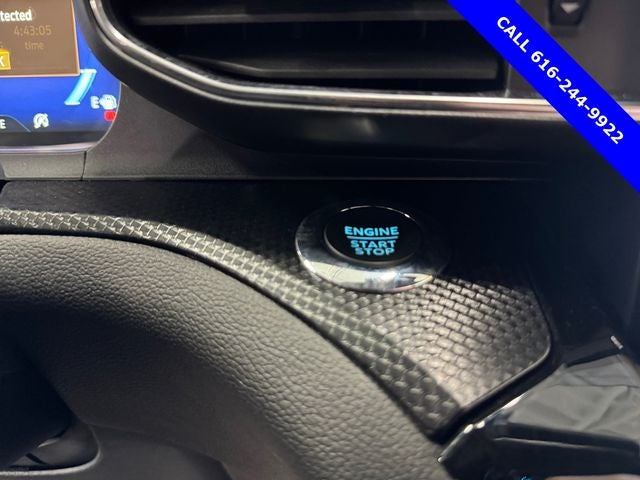 tected
4:43:05
time
K
E
E
CALL 616-244-9922
ENGINE
START
STOP